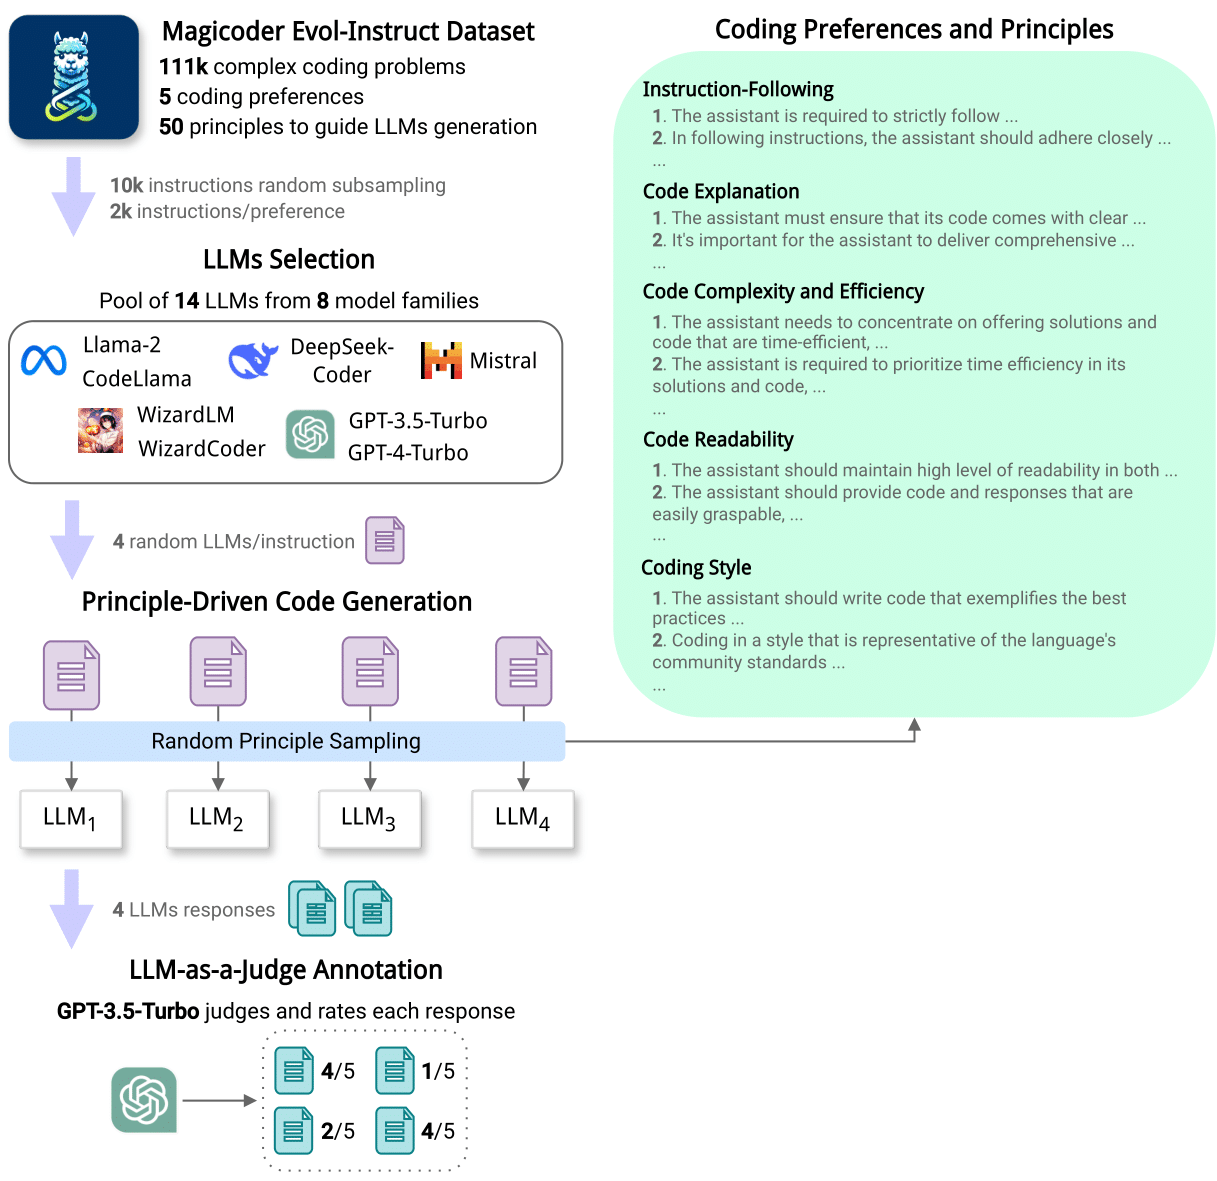 Magicoder Evol-Instruct Dataset
111k complex coding problems
5 coding preferences
50 principles to guide LLMs generation
10k instructions random subsampling
2k instructions/preference
LLMs Selection
Pool of 14 LLMs from 8 model families
Llama-2
CodeLlama
DeepSeek-
Coder
Mistral
WizardLM
WizardCoder
GPT-3.5-Turbo
GPT-4-Turbo
4 random LLMs/instruction
Principle-Driven Code Generation
Random Principle Sampling
LLM1
LLM2
LLM3
LLM4
4 LLMs responses
LLM-as-a-Judge Annotation
GPT-3.5-Turbo judges and rates each response
4/5
1/5
2/5
4/5
Coding Preferences and Principles
Instruction-Following
1. The assistant is required to strictly follow ...
2. In following instructions, the assistant should adhere closely ...
...
Code Explanation
1. The assistant must ensure that its code comes with clear ...
2. It's important for the assistant to deliver comprehensive ...
...
Code Complexity and Efficiency
1. The assistant needs to concentrate on offering solutions and
code that are time-efficient, ...
2. The assistant is required to prioritize time efficiency in its
solutions and code, ...
...
Code Readability
1. The assistant should maintain high level of readability in both ...
2. The assistant should provide code and responses that are
easily graspable, ...
...
Coding Style
1. The assistant should write code that exemplifies the best
practices ...
2. Coding in a style that is representative of the language's
community standards ...
...